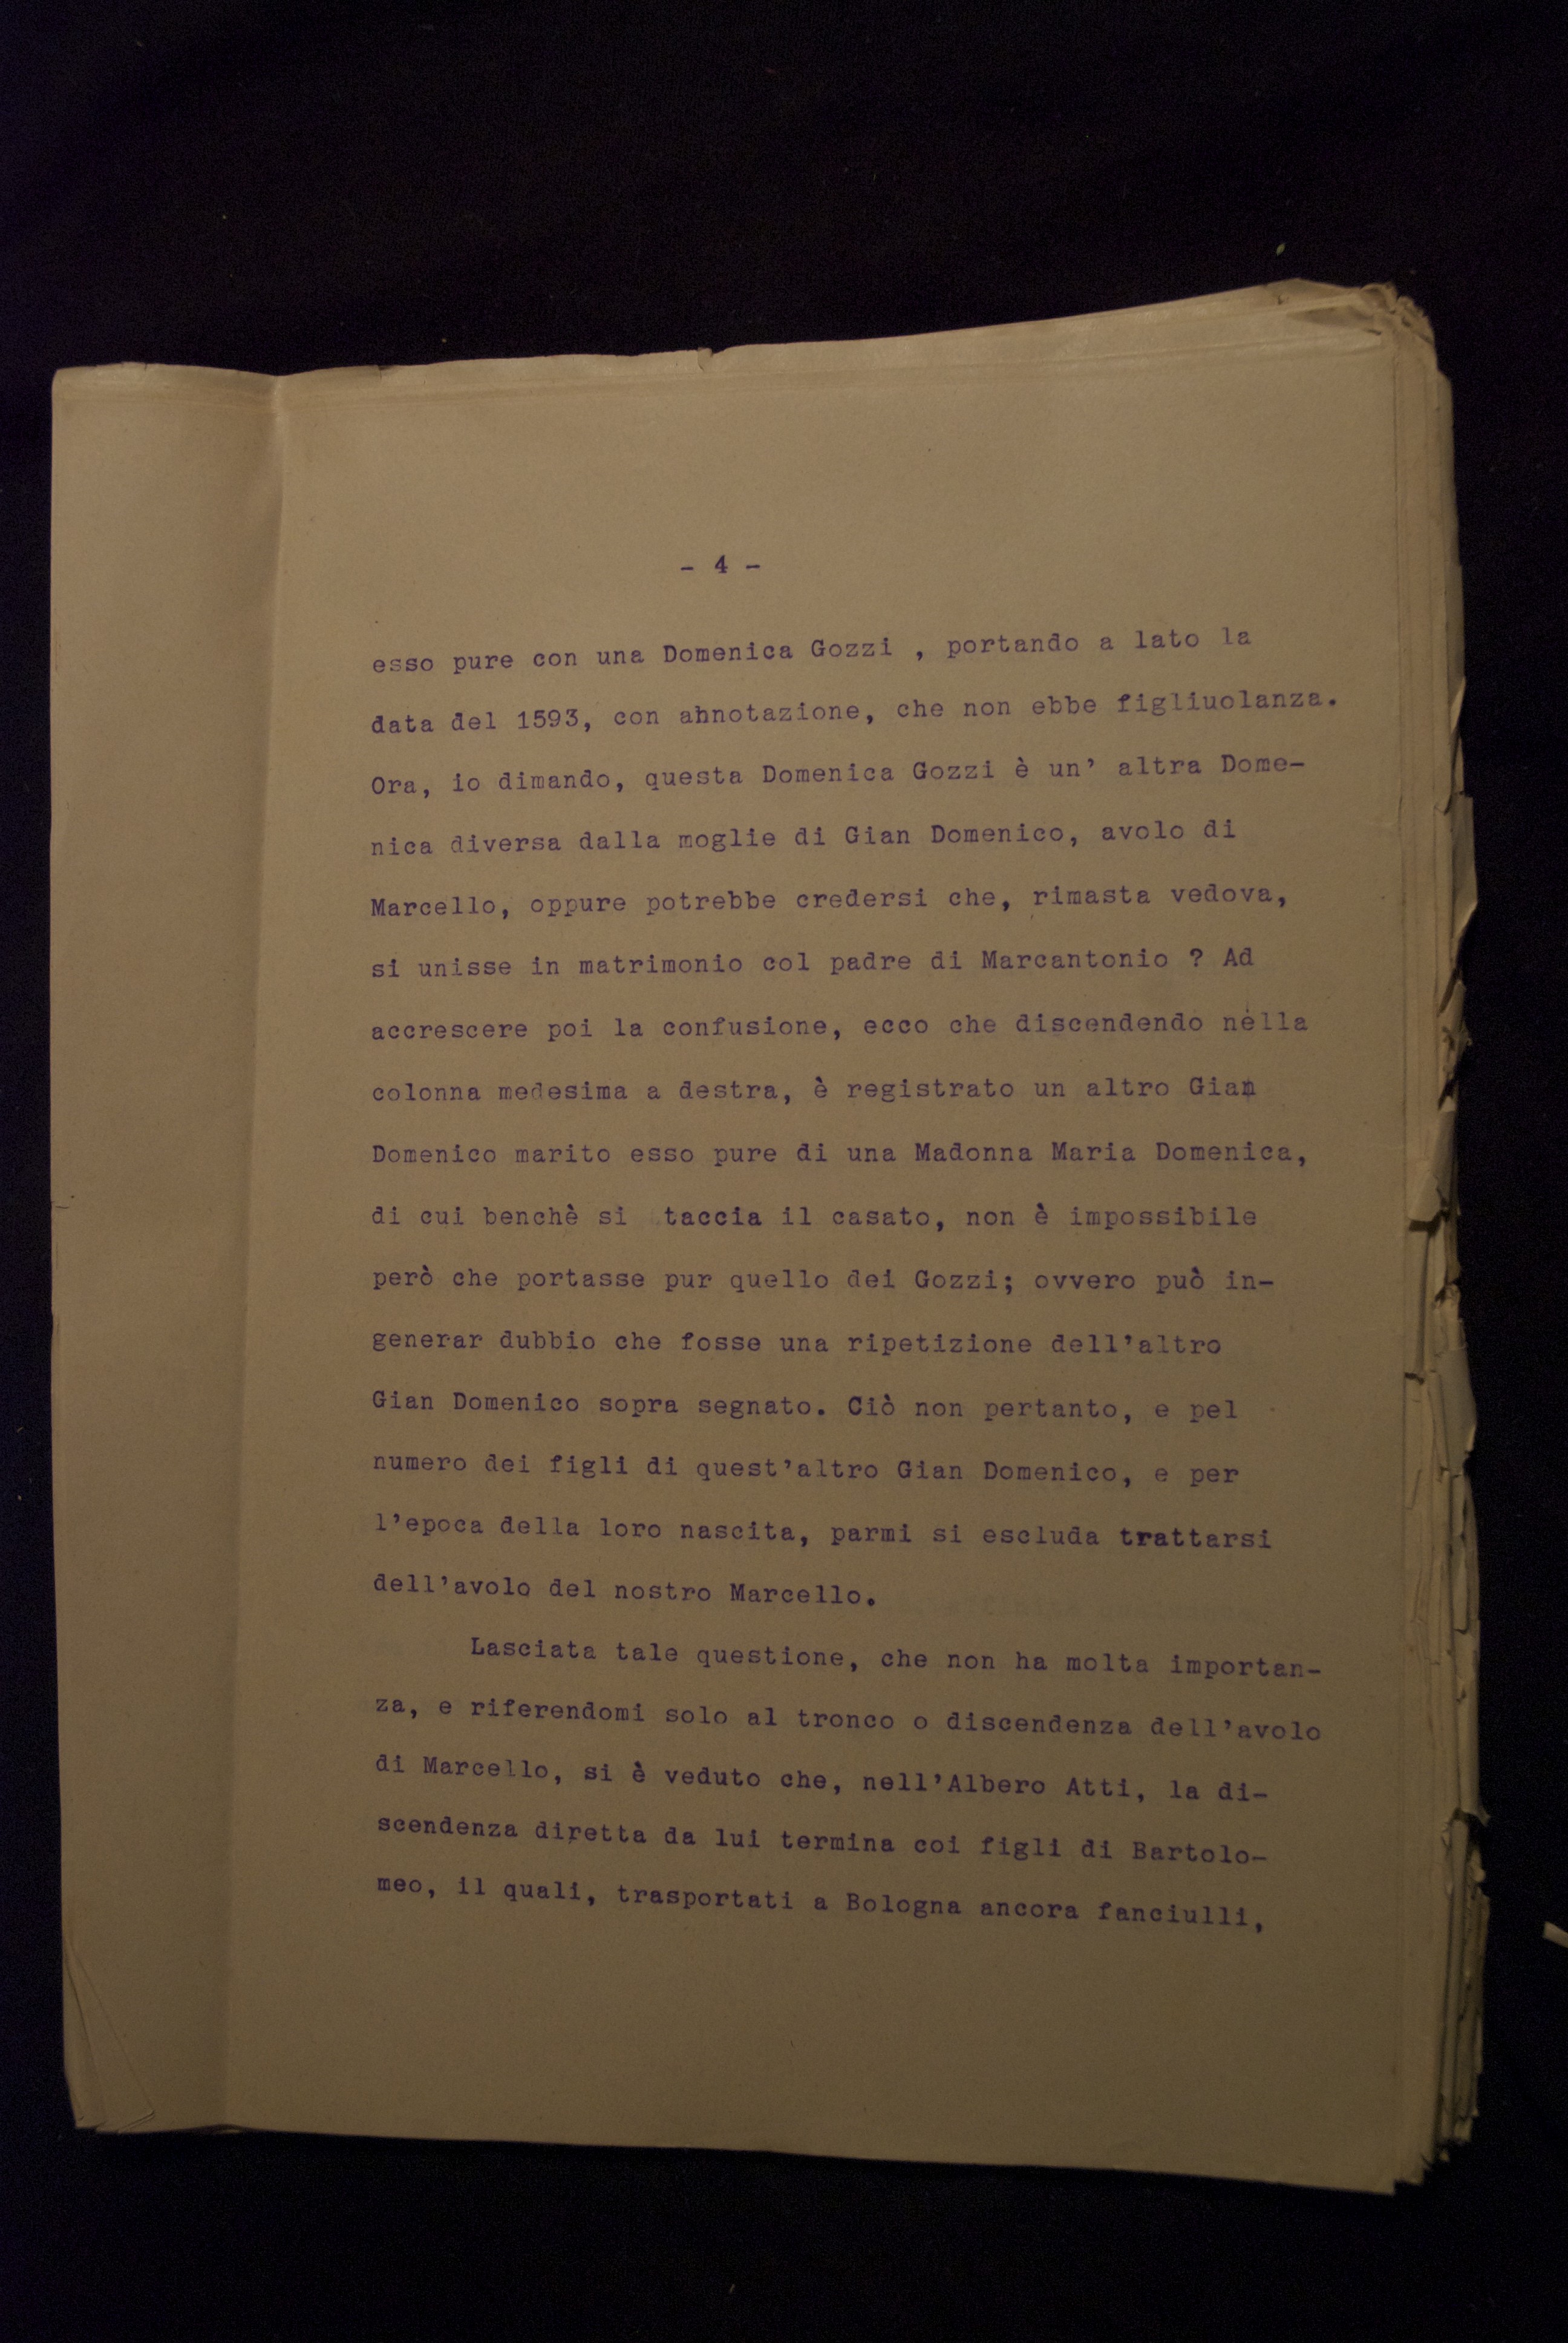 - 4 -
esso pure con una Domenica Gozzi , portando a lato la
data del 1593, con annotazione, che non ebbe figliuolanza.
Ora, io dimando, questa Domenica Gozzi è un' altra Dome-
nica diversa dalla moglie di Gian Domenico, avolo di
Marcello, oppure potrebbe credersi che, rimasta vedova,
si unisse in matrimonio col padre di Marcantonio ? Ad
accrescere poi la confusione, ecco che discendendo nella
colonna medesima a destra, è registrato un altro Gian
Domenico marito esso pure di una Madonna Maria Domenica,
di cui benchè si taccia il casato, non è impossibile
però che portasse pur quello dei Gozzi; ovvero può in-
generar dubbio che fosse una ripetizione dell'altro
Gian Domenico sopra segnato. Ciò non pertanto, e pel
numero dei figli di quest'altro Gian Domenico, e per
l'epoca della loro nascita, parmi si escluda trattarsi
dell'avolo del nostro Marcello.
Lasciata tale questione, che non ha molta importan-
za, e riferendomi solo al tronco o discendenza dell'avolo
di Marcello, si è veduto che, nell'Albero Atti, la di-
scendenza diretta da lui termina coi figli di Bartolo-
meo, il quali, trasportati a Bologna ancora fanciulli,